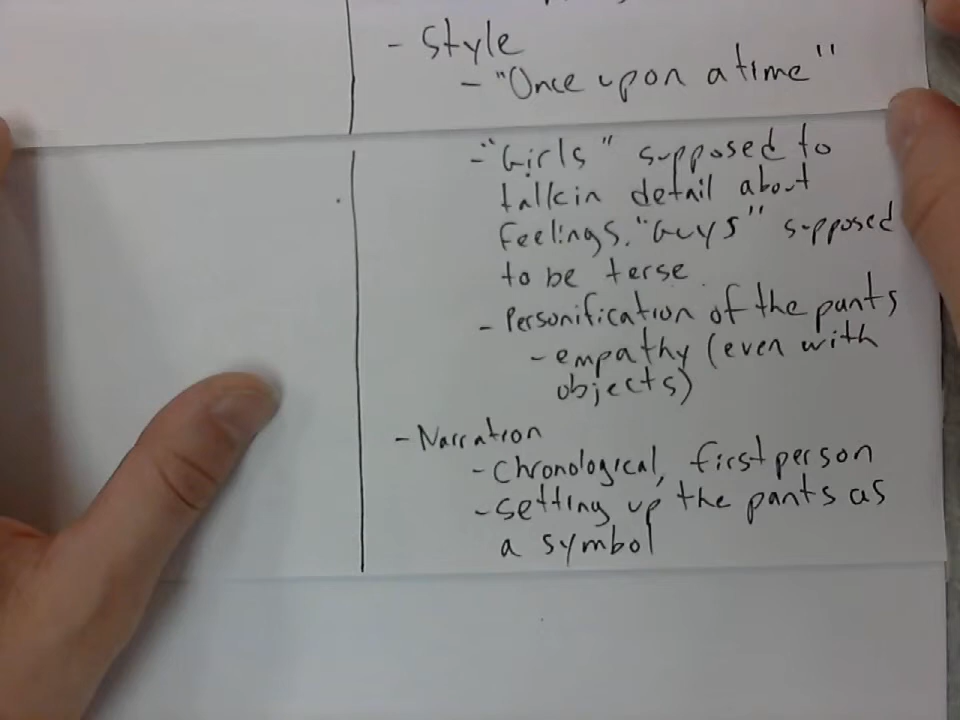 - Style
- "Once upon a time"
- "Girls" supposed to
talk in detail about
feelings. "Guys" supposed
to be terse
- Personification of the pants
- empathy (even with
objects)
- Narration
- chronological, first person
- setting up the pants as
a symbol